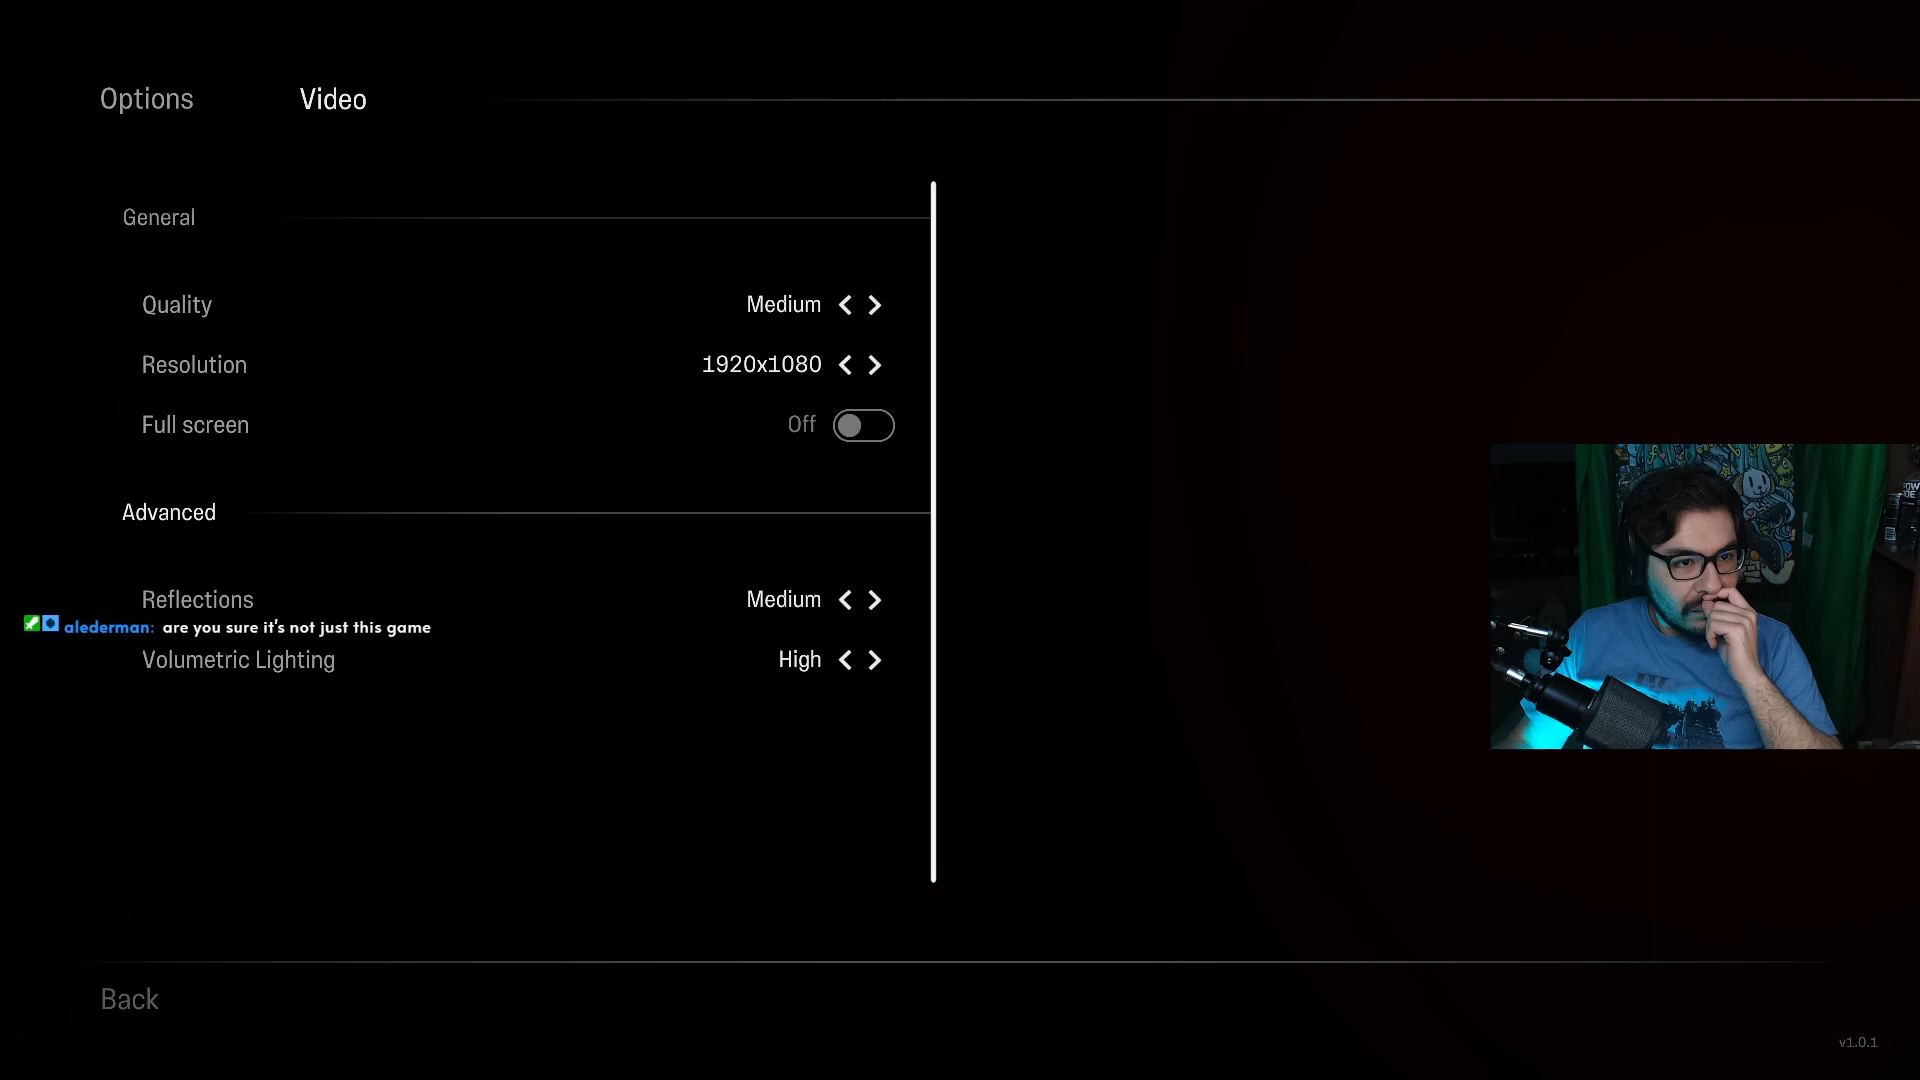 Options
Video
General
Quality
Medium
Resolution
1920x1080
Full screen
Off
Advanced
Reflections
Medium
alederman: are you sure it's not just this game
Volumetric Lighting
High
Back
v1.0.1